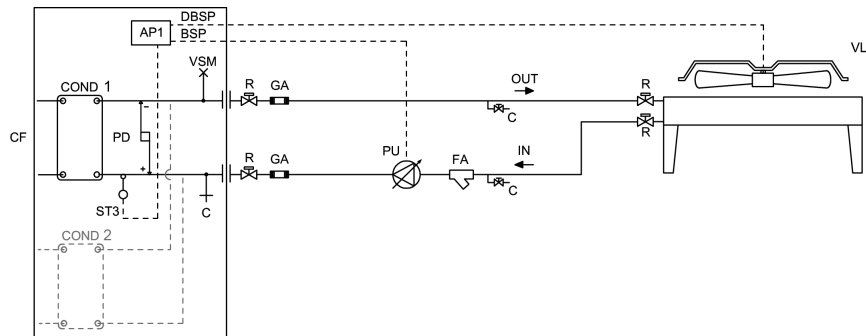 DBSP
AP1
BSP
VSM
VL
COND 1
R
GA
OUT
R
C
CF
PD
-
+
R
GA
PU
FA
IN
R
C
ST3
C
COND 2